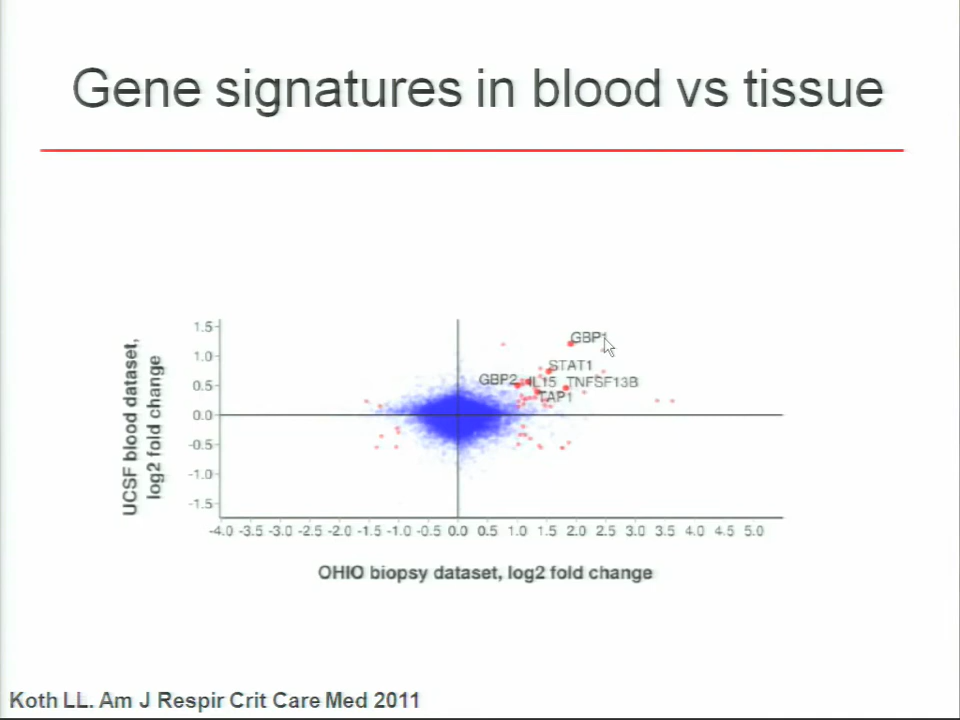 Gene signatures in blood vs tissue
UCSF blood dataset,
log2 fold change
1.5
1.0
0.5
0.0
-0.5
-1.0
-1.5
GBP1
STAT1
GBP2 IL15 TNFSF13B
TAP1
-4.0 -3.5 -3.0 -2.5 -2.0 -1.5 -1.0 -0.5 0.0 0.5 1.0 1.5 2.0 2.5 3.0 3.5 4.0 4.5 5.0
OHIO biopsy dataset, log2 fold change
Koth LL. Am J Respir Crit Care Med 2011